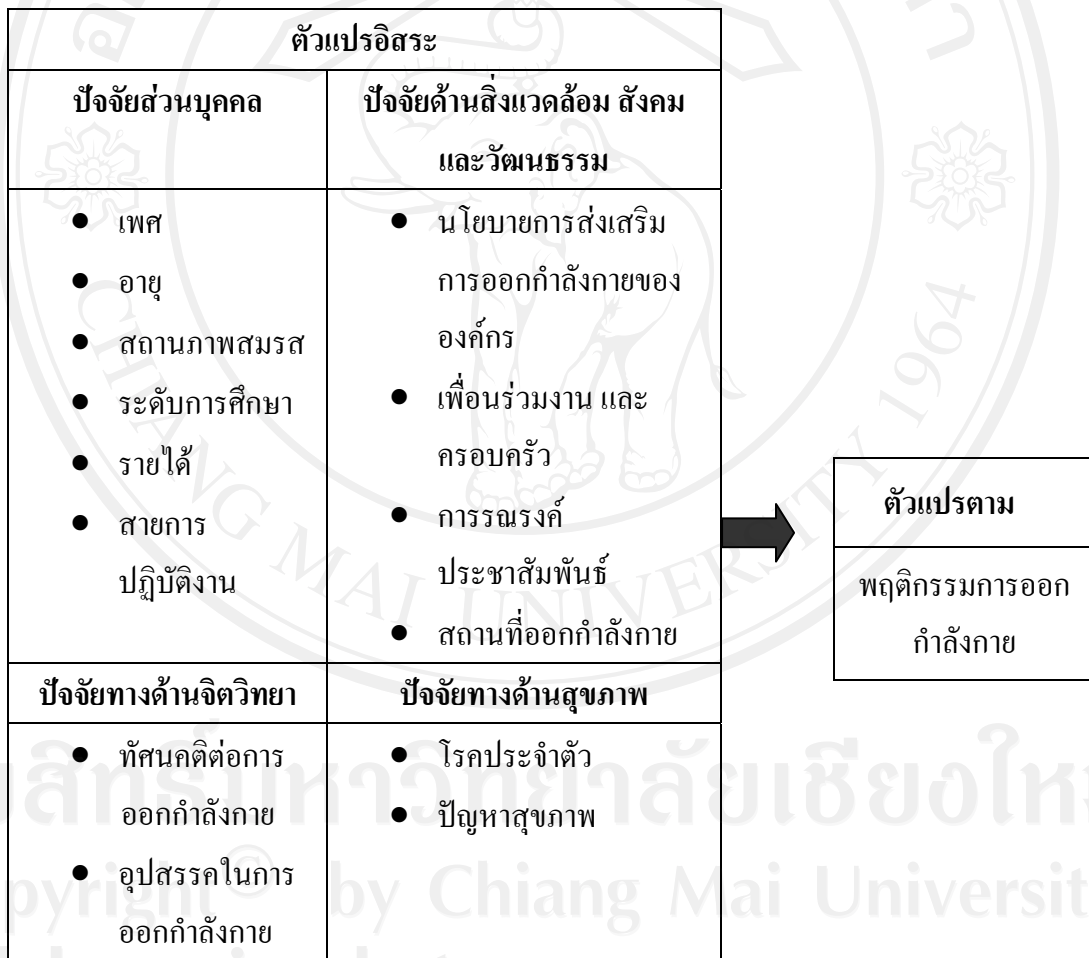 ตัวแปรอิสระ
ปัจจัยส่วนบุคคล
ปัจจัยด้านสิ่งแวดล้อม สังคม
และวัฒนธรรม
● เพศ
● อายุ
● สถานภาพสมรส
● ระดับการศึกษา
● รายได้
● สายการ
ปฏิบัติงาน
● นโยบายการส่งเสริม
การออกกำลังกายของ
องค์กร
● เพื่อนร่วมงาน และ
ครอบครัว
● การรณรงค์
ประชาสัมพันธ์
● สถานที่ออกกำลังกาย
ปัจจัยทางด้านจิตวิทยา
ปัจจัยทางด้านสุขภาพ
● ทัศนคติต่อการ
ออกกำลังกาย
● อุปสรรคในการ
ออกกำลังกาย
● โรคประจำตัว
● ปัญหาสุขภาพ
ตัวแปรตาม
พฤติกรรมการออก
กำลังกาย
CHIANG MAI UNIVERSITY 1964
by Chiang Mai